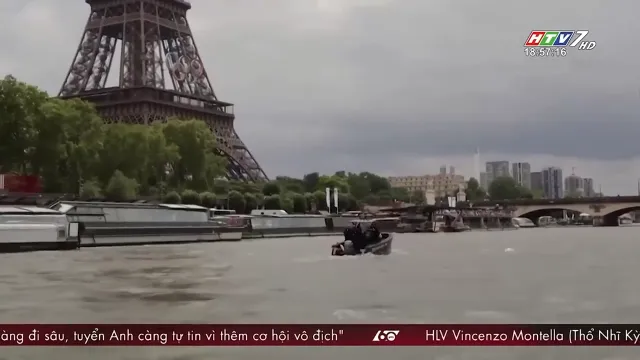 HTV7 HD
18:57:16
àng đi sâu, tuyển Anh càng tự tin vì thêm cơ hội vô địch" 60 HLV Vincenzo Montella (Thổ Nhĩ Kỳ